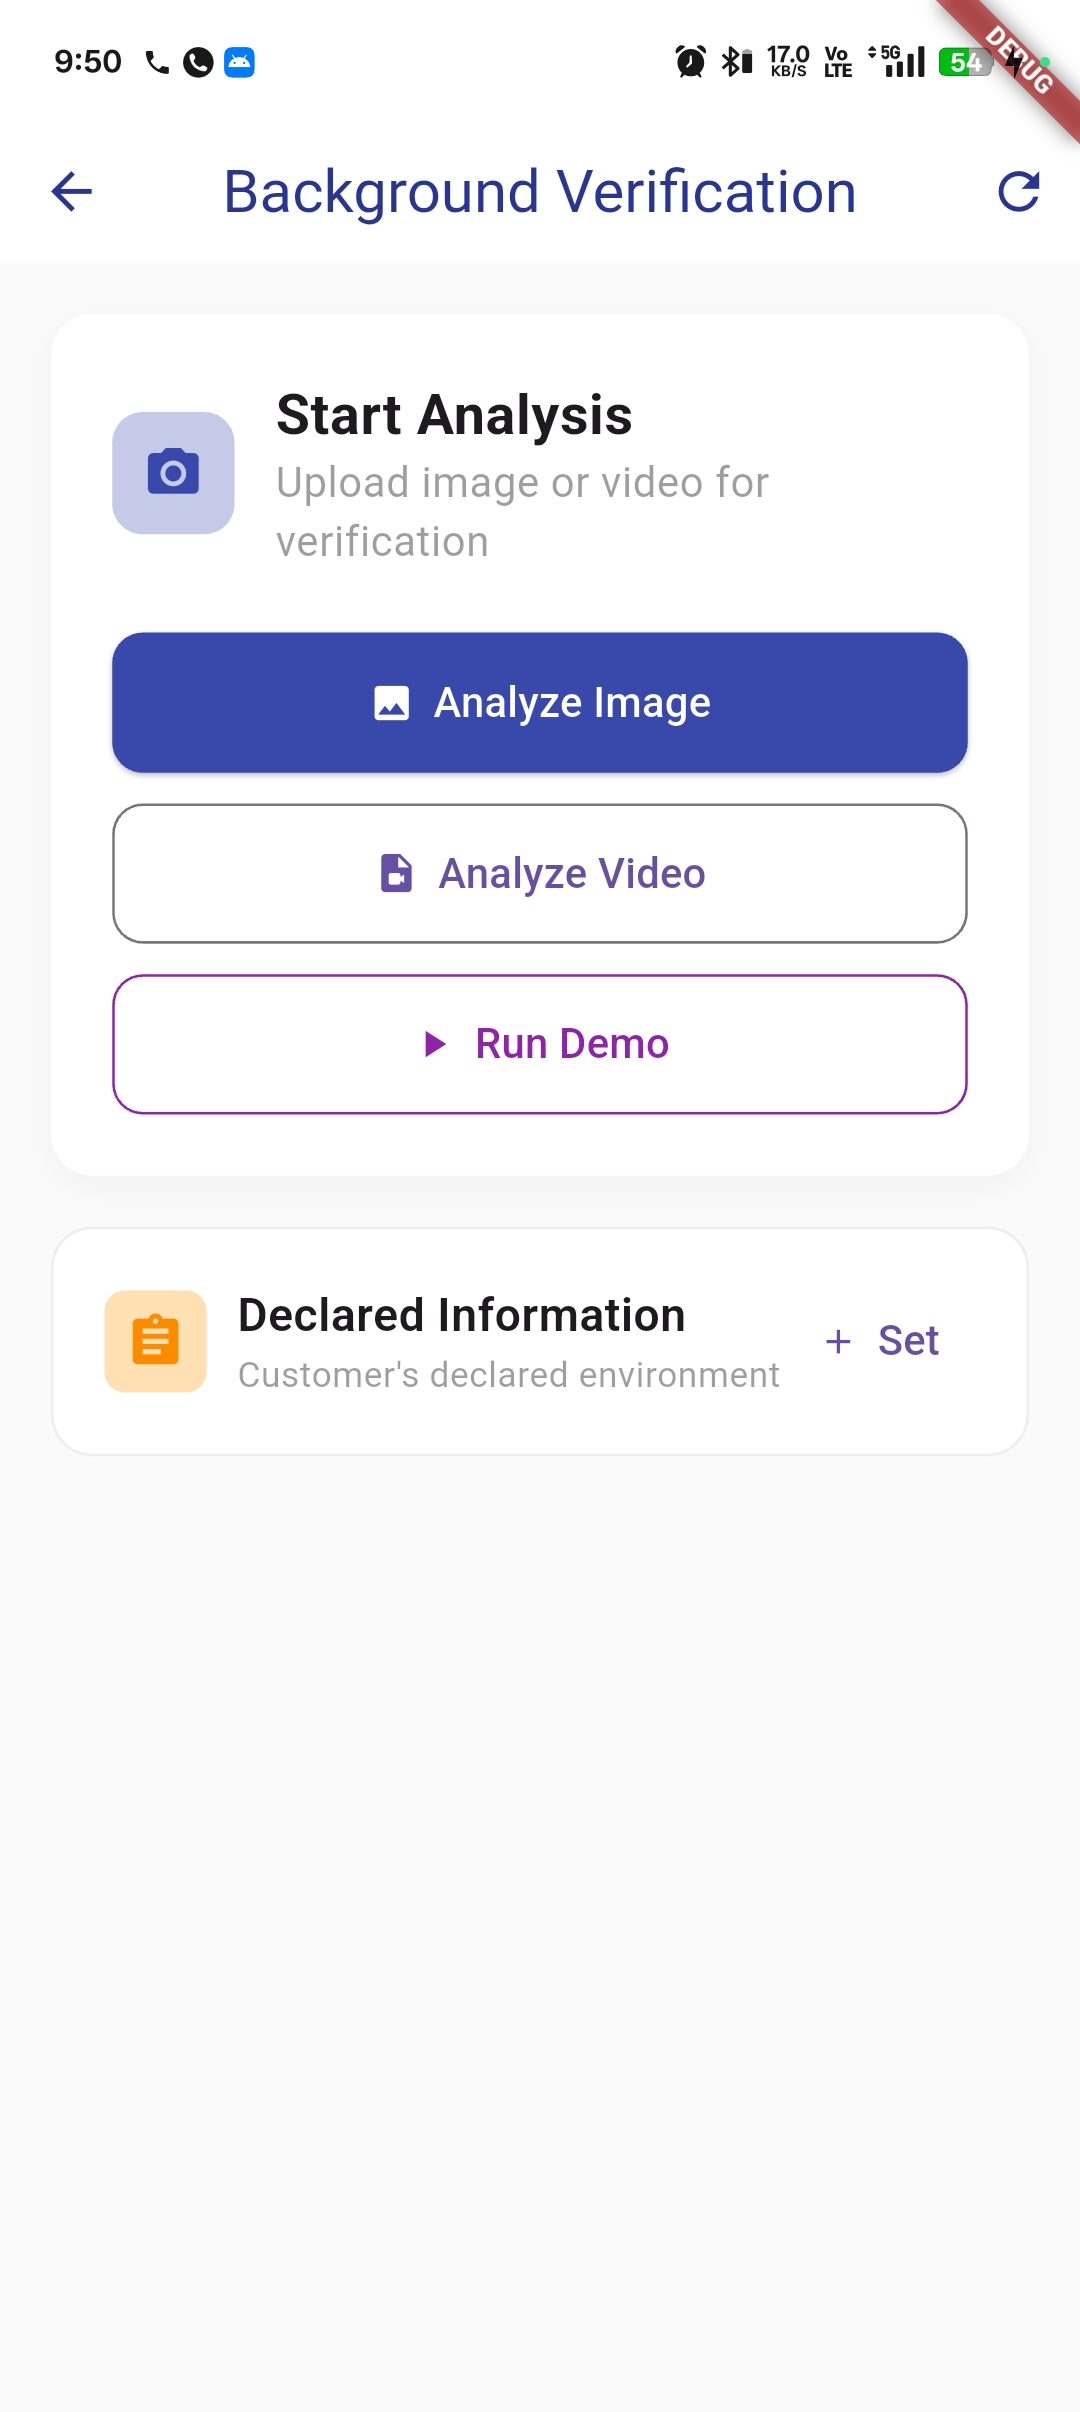 9:50
17.0
KB/S
Vo
LTE
5G
54
DEBUG
Background Verification
Start Analysis
Upload image or video for
verification
Analyze Image
Analyze Video
Run Demo
Declared Information
Customer's declared environment
+ Set